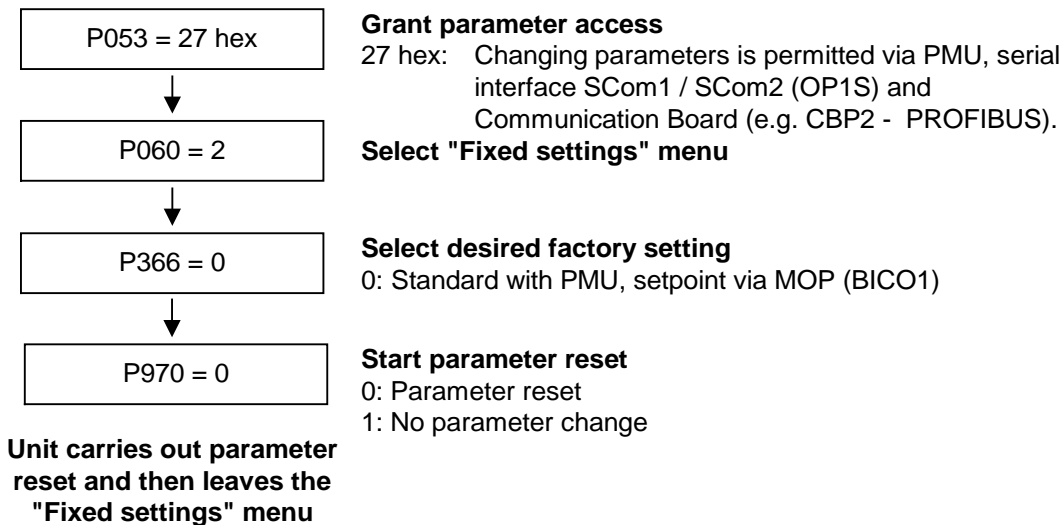 P053 = 27 hex
Grant parameter access
27 hex: Changing parameters is permitted via PMU, serial
interface SCom1 / SCom2 (OP1S) and
Communication Board (e.g. CBP2 - PROFIBUS).
P060 = 2
Select "Fixed settings" menu
P366 = 0
Select desired factory setting
0: Standard with PMU, setpoint via MOP (BICO1)
P970 = 0
Start parameter reset
0: Parameter reset
1: No parameter change
Unit carries out parameter
reset and then leaves the
"Fixed settings" menu